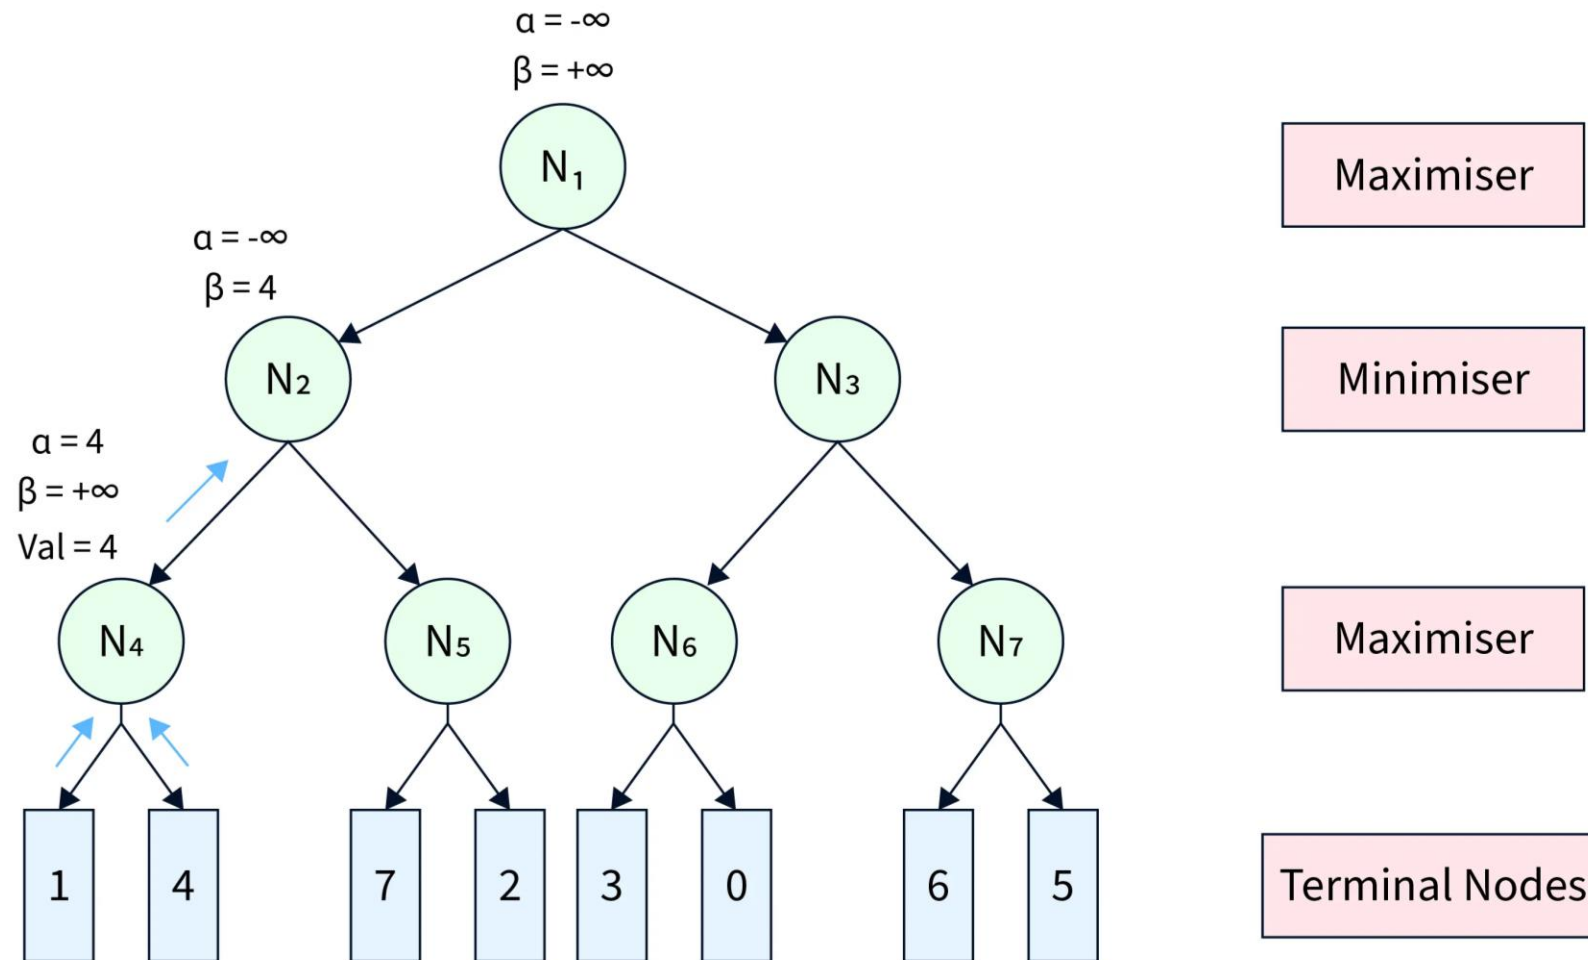 α = -∞
β = +∞
N₁
Maximiser
α = -∞
β = 4
N₂
N₃
Minimiser
α = 4
β = +∞
Val = 4
N₄
N₅
N₆
N₇
Maximiser
1
4
7
2
3
0
6
5
Terminal Nodes